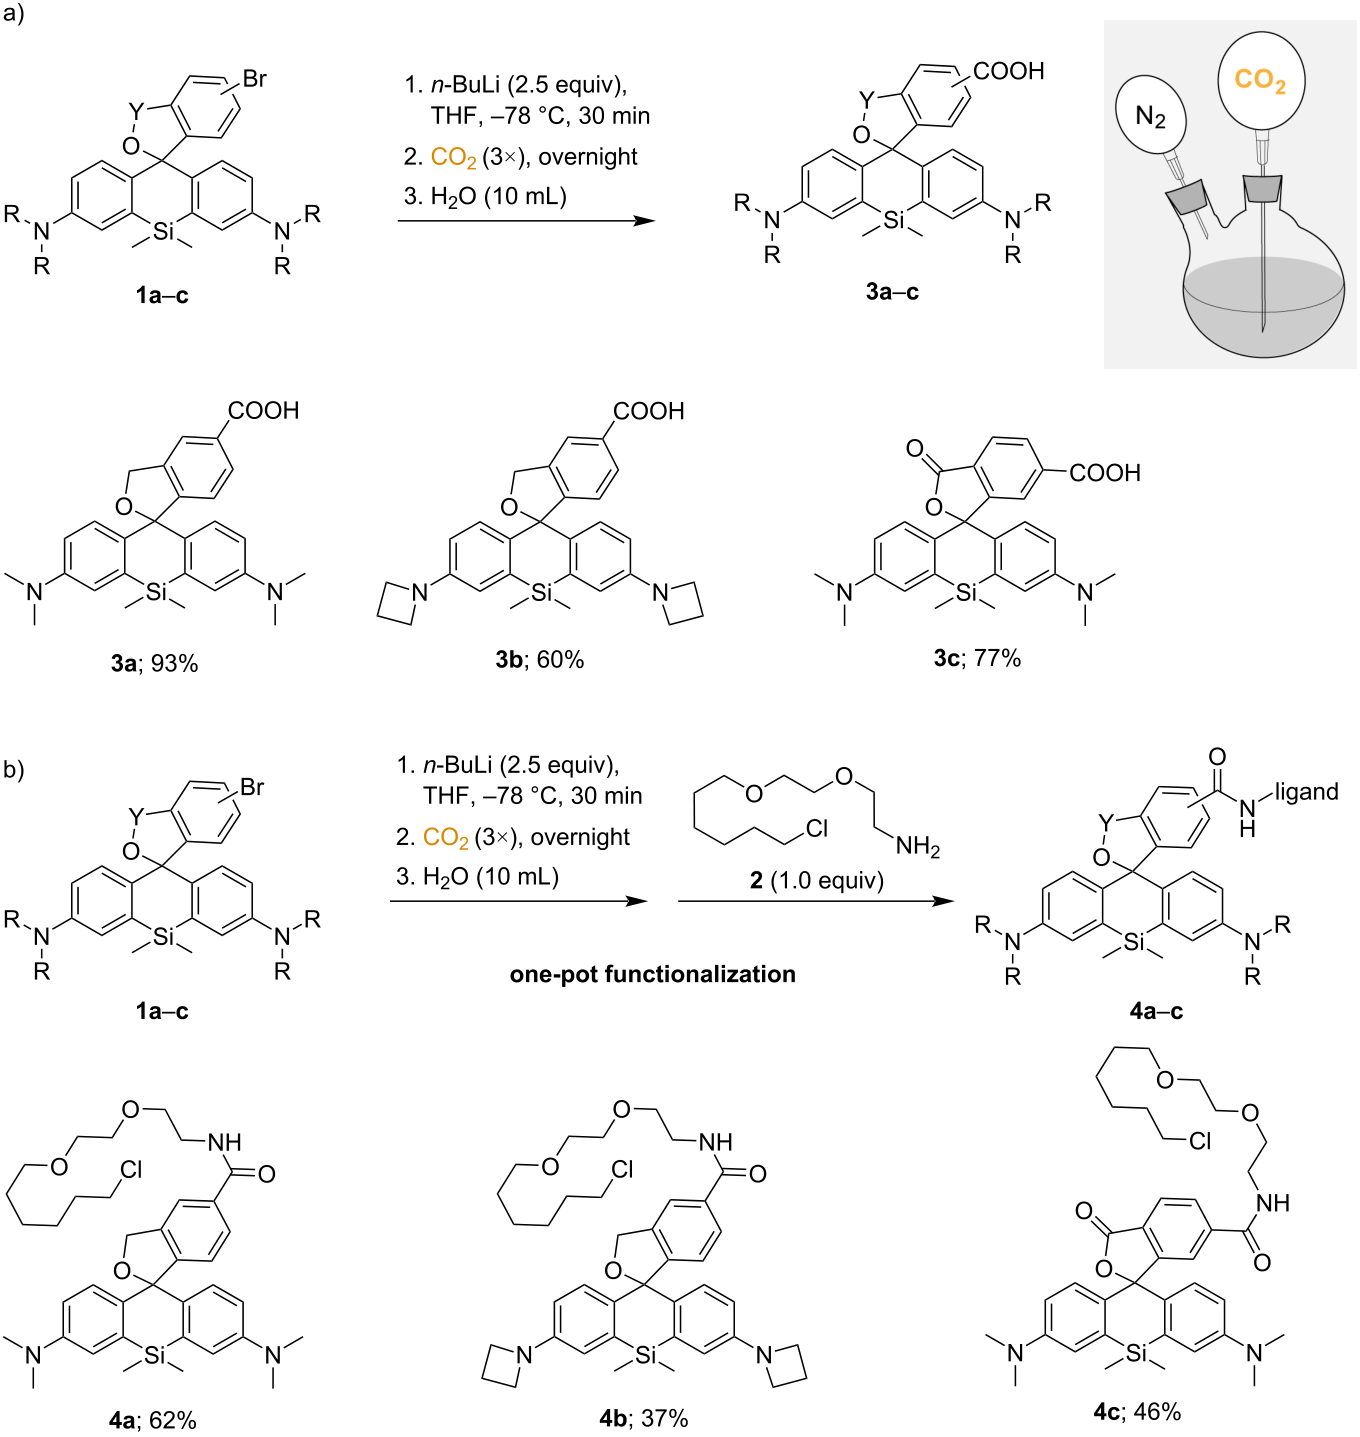 a)
Br
Y
O
R
N
R
Si
R
N
R
1a–c
1. n-BuLi (2.5 equiv),
THF, –78 °C, 30 min
2. CO2 (3×), overnight
3. H2O (10 mL)
COOH
Y
O
R
N
R
Si
R
N
R
3a–c
N2
CO2
COOH
O
N
Si
N
3a; 93%
COOH
O
N
Si
N
3b; 60%
O
O
COOH
N
Si
N
3c; 77%
b)
Br
Y
O
R
N
R
Si
R
N
R
1a–c
1. n-BuLi (2.5 equiv),
THF, –78 °C, 30 min
2. CO2 (3×), overnight
3. H2O (10 mL)
O
O
Cl
NH2
2 (1.0 equiv)
one-pot functionalization
O
N
H
ligand
Y
O
R
N
R
Si
R
N
R
4a–c
O
NH
O
Cl
O
O
N
Si
N
4a; 62%
O
NH
O
Cl
O
O
N
Si
N
4b; 37%
O
O
Cl
NH
O
O
O
N
Si
N
4c; 46%